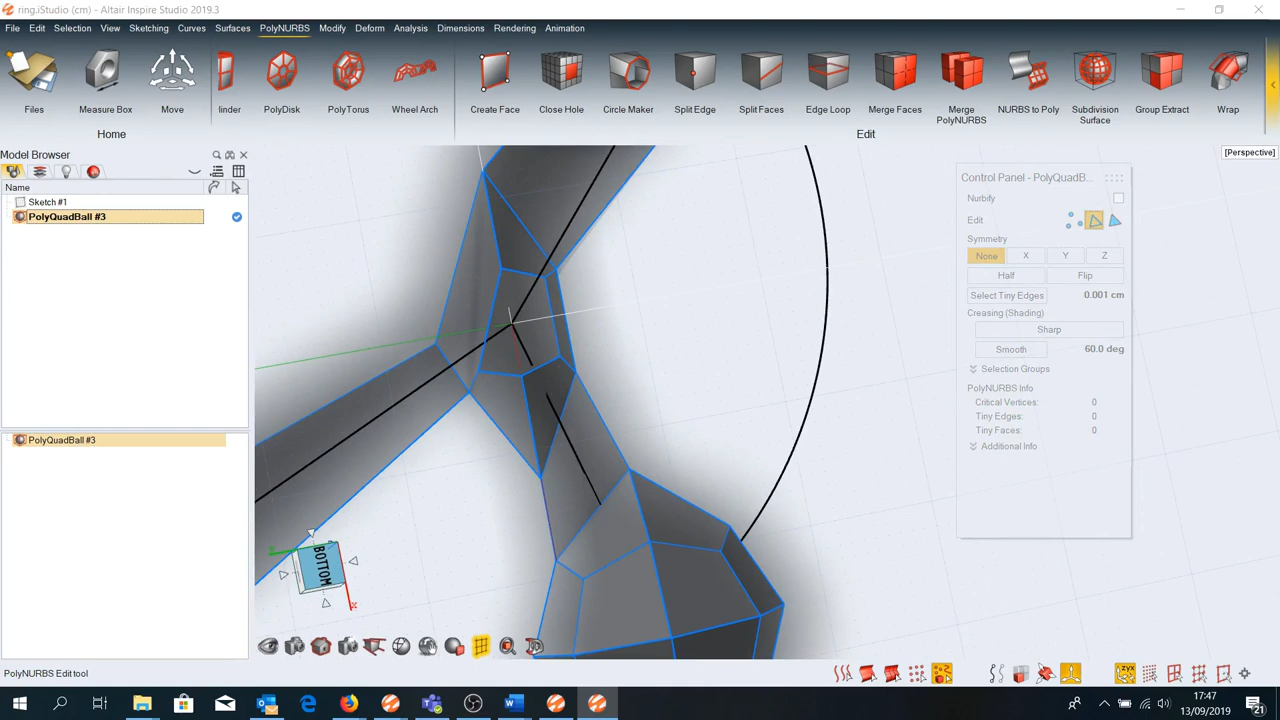 ring.iStudio (cm) - Altair Inspire Studio 2019.3
File Edit Selection View Sketching Curves Surfaces PolyNURBS Modify Deform Analysis Dimensions Rendering Animation
Files Measure Box Move linder PolyDisk PolyTorus Wheel Arch Create Face Close Hole Circle Maker Split Edge Split Faces Edge Loop Merge Faces Merge PolyNURBS NURBS to Poly Subdivision Surface Group Extract Wrap
Home Edit
Model Browser
[Perspective]
Name
Sketch #1
PolyQuadBall #3
Control Panel - PolyQuadB...
Nurbify
Edit
Symmetry
None X Y Z
Half Flip
Select Tiny Edges 0.001 cm
Creasing (Shading)
Sharp
Smooth 60.0 deg
Selection Groups
PolyNURBS Info
Critical Vertices: 0
Tiny Edges: 0
Tiny Faces: 0
Additional Info
PolyQuadBall #3
BOTTOM
X
PolyNURBS Edit tool
zyx
17:47
13/09/2019
21